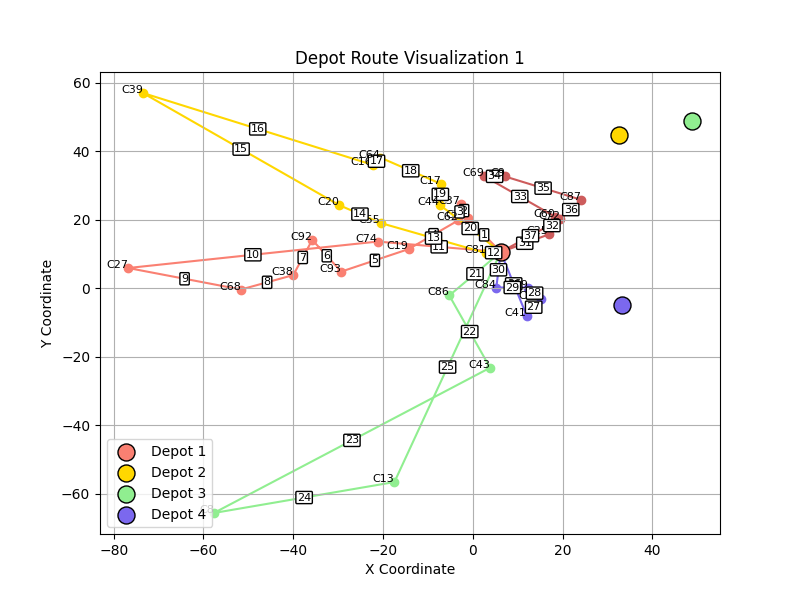 Depot Route Visualization 1
Y Coordinate
X Coordinate
60
40
20
0
−20
−40
−60
−80
−60
−40
−20
0
20
40
C39
16
15
C64
17
18
C17
C20
14
C55
19
C44
C37
C69
34
35
C87
33
36
32
37
20
1
C92
C74
C19
13
11
12
C81
C27
10
7
6
C93
5
9
C68
8
C38
21
30
C86
C84
29
28
27
C41
22
25
C43
23
C13
24
Depot 1
Depot 2
Depot 3
Depot 4